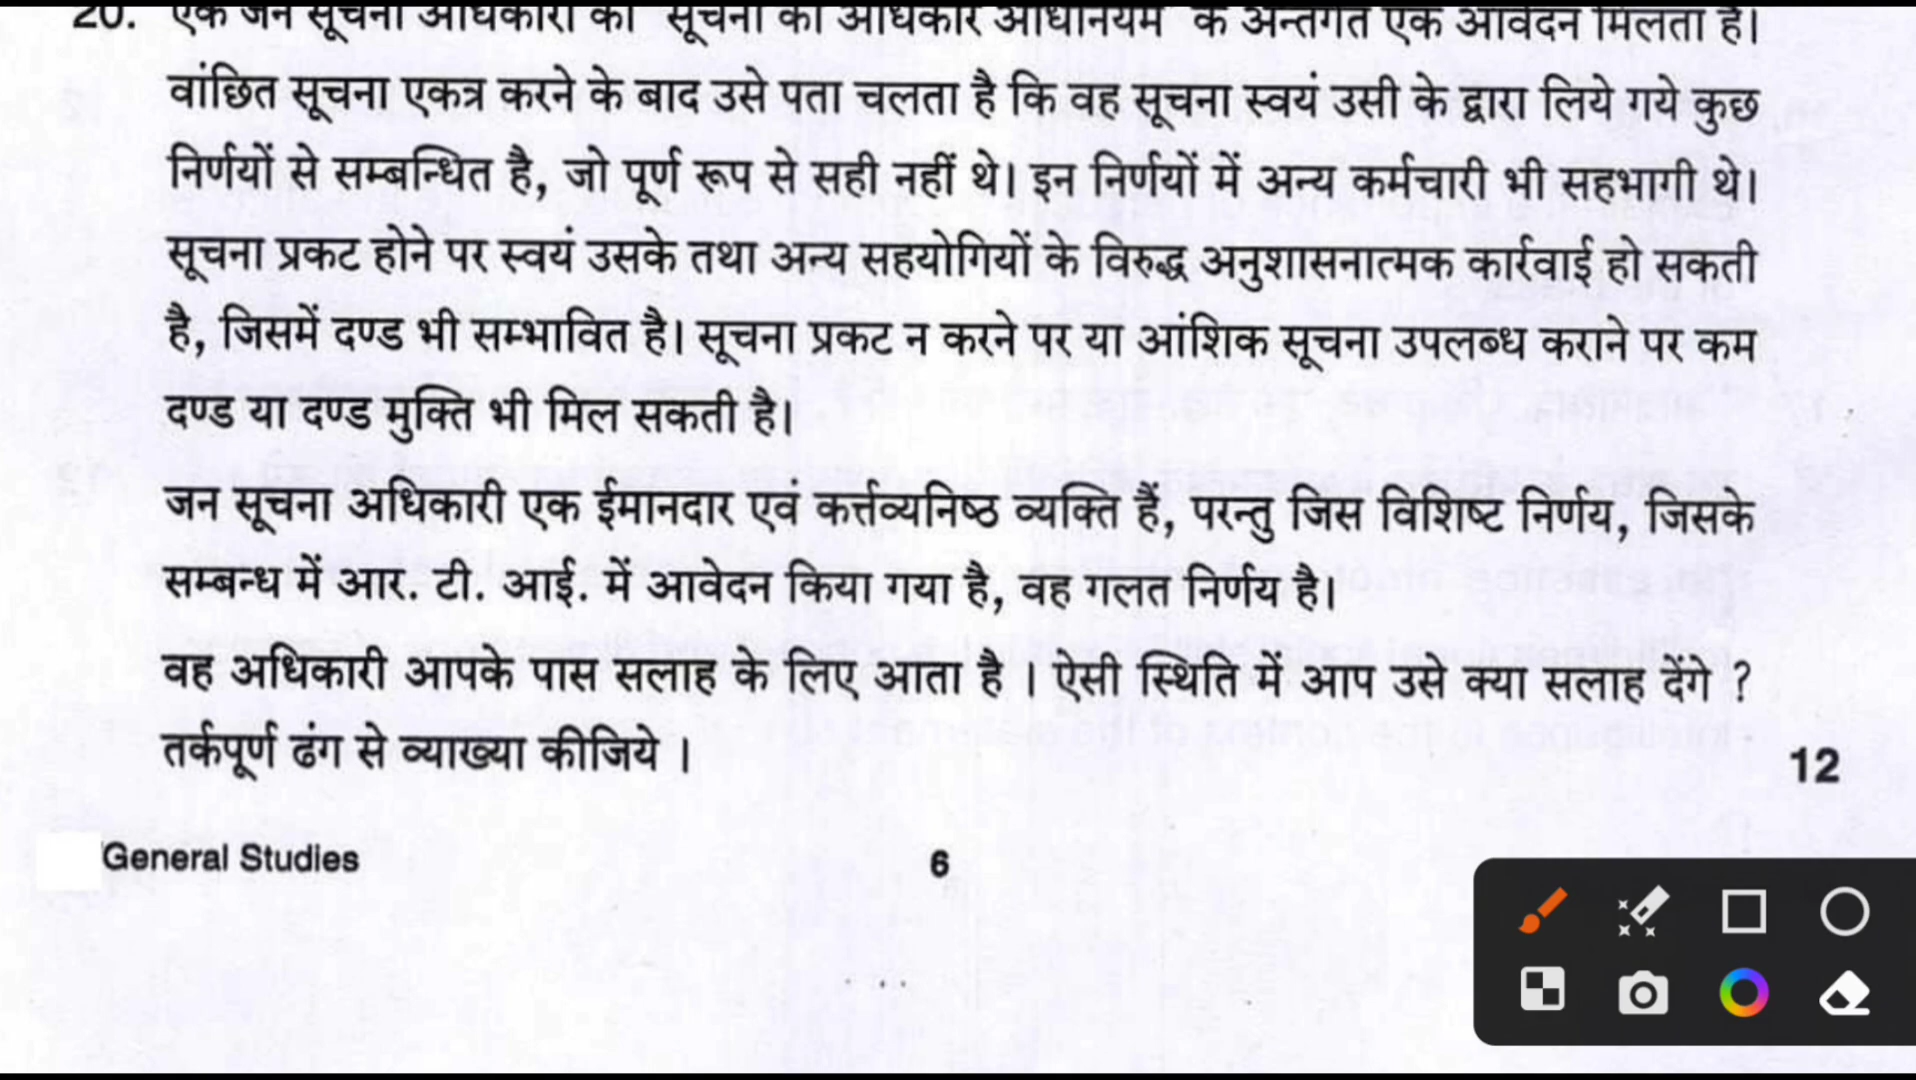 20. एक जन सूचना अधिकारी को "सूचना का अधिकार अधिनियम" के अन्तर्गत एक आवेदन मिलता है।
वांछित सूचना एकत्र करने के बाद उसे पता चलता है कि वह सूचना स्वयं उसी के द्वारा लिये गये कुछ
निर्णयों से सम्बन्धित है, जो पूर्ण रूप से सही नहीं थे। इन निर्णयों में अन्य कर्मचारी भी सहभागी थे।
सूचना प्रकट होने पर स्वयं उसके तथा अन्य सहयोगियों के विरुद्ध अनुशासनात्मक कार्रवाई हो सकती
है, जिसमें दण्ड भी सम्भावित है। सूचना प्रकट न करने पर या आंशिक सूचना उपलब्ध कराने पर कम
दण्ड या दण्ड मुक्ति भी मिल सकती है।
जन सूचना अधिकारी एक ईमानदार एवं कर्त्तव्यनिष्ठ व्यक्ति हैं, परन्तु जिस विशिष्ट निर्णय, जिसके
सम्बन्ध में आर. टी. आई. में आवेदन किया गया है, वह गलत निर्णय है।
वह अधिकारी आपके पास सलाह के लिए आता है । ऐसी स्थिति में आप उसे क्या सलाह देंगे ?
तर्कपूर्ण ढंग से व्याख्या कीजिये । 12
General Studies 6